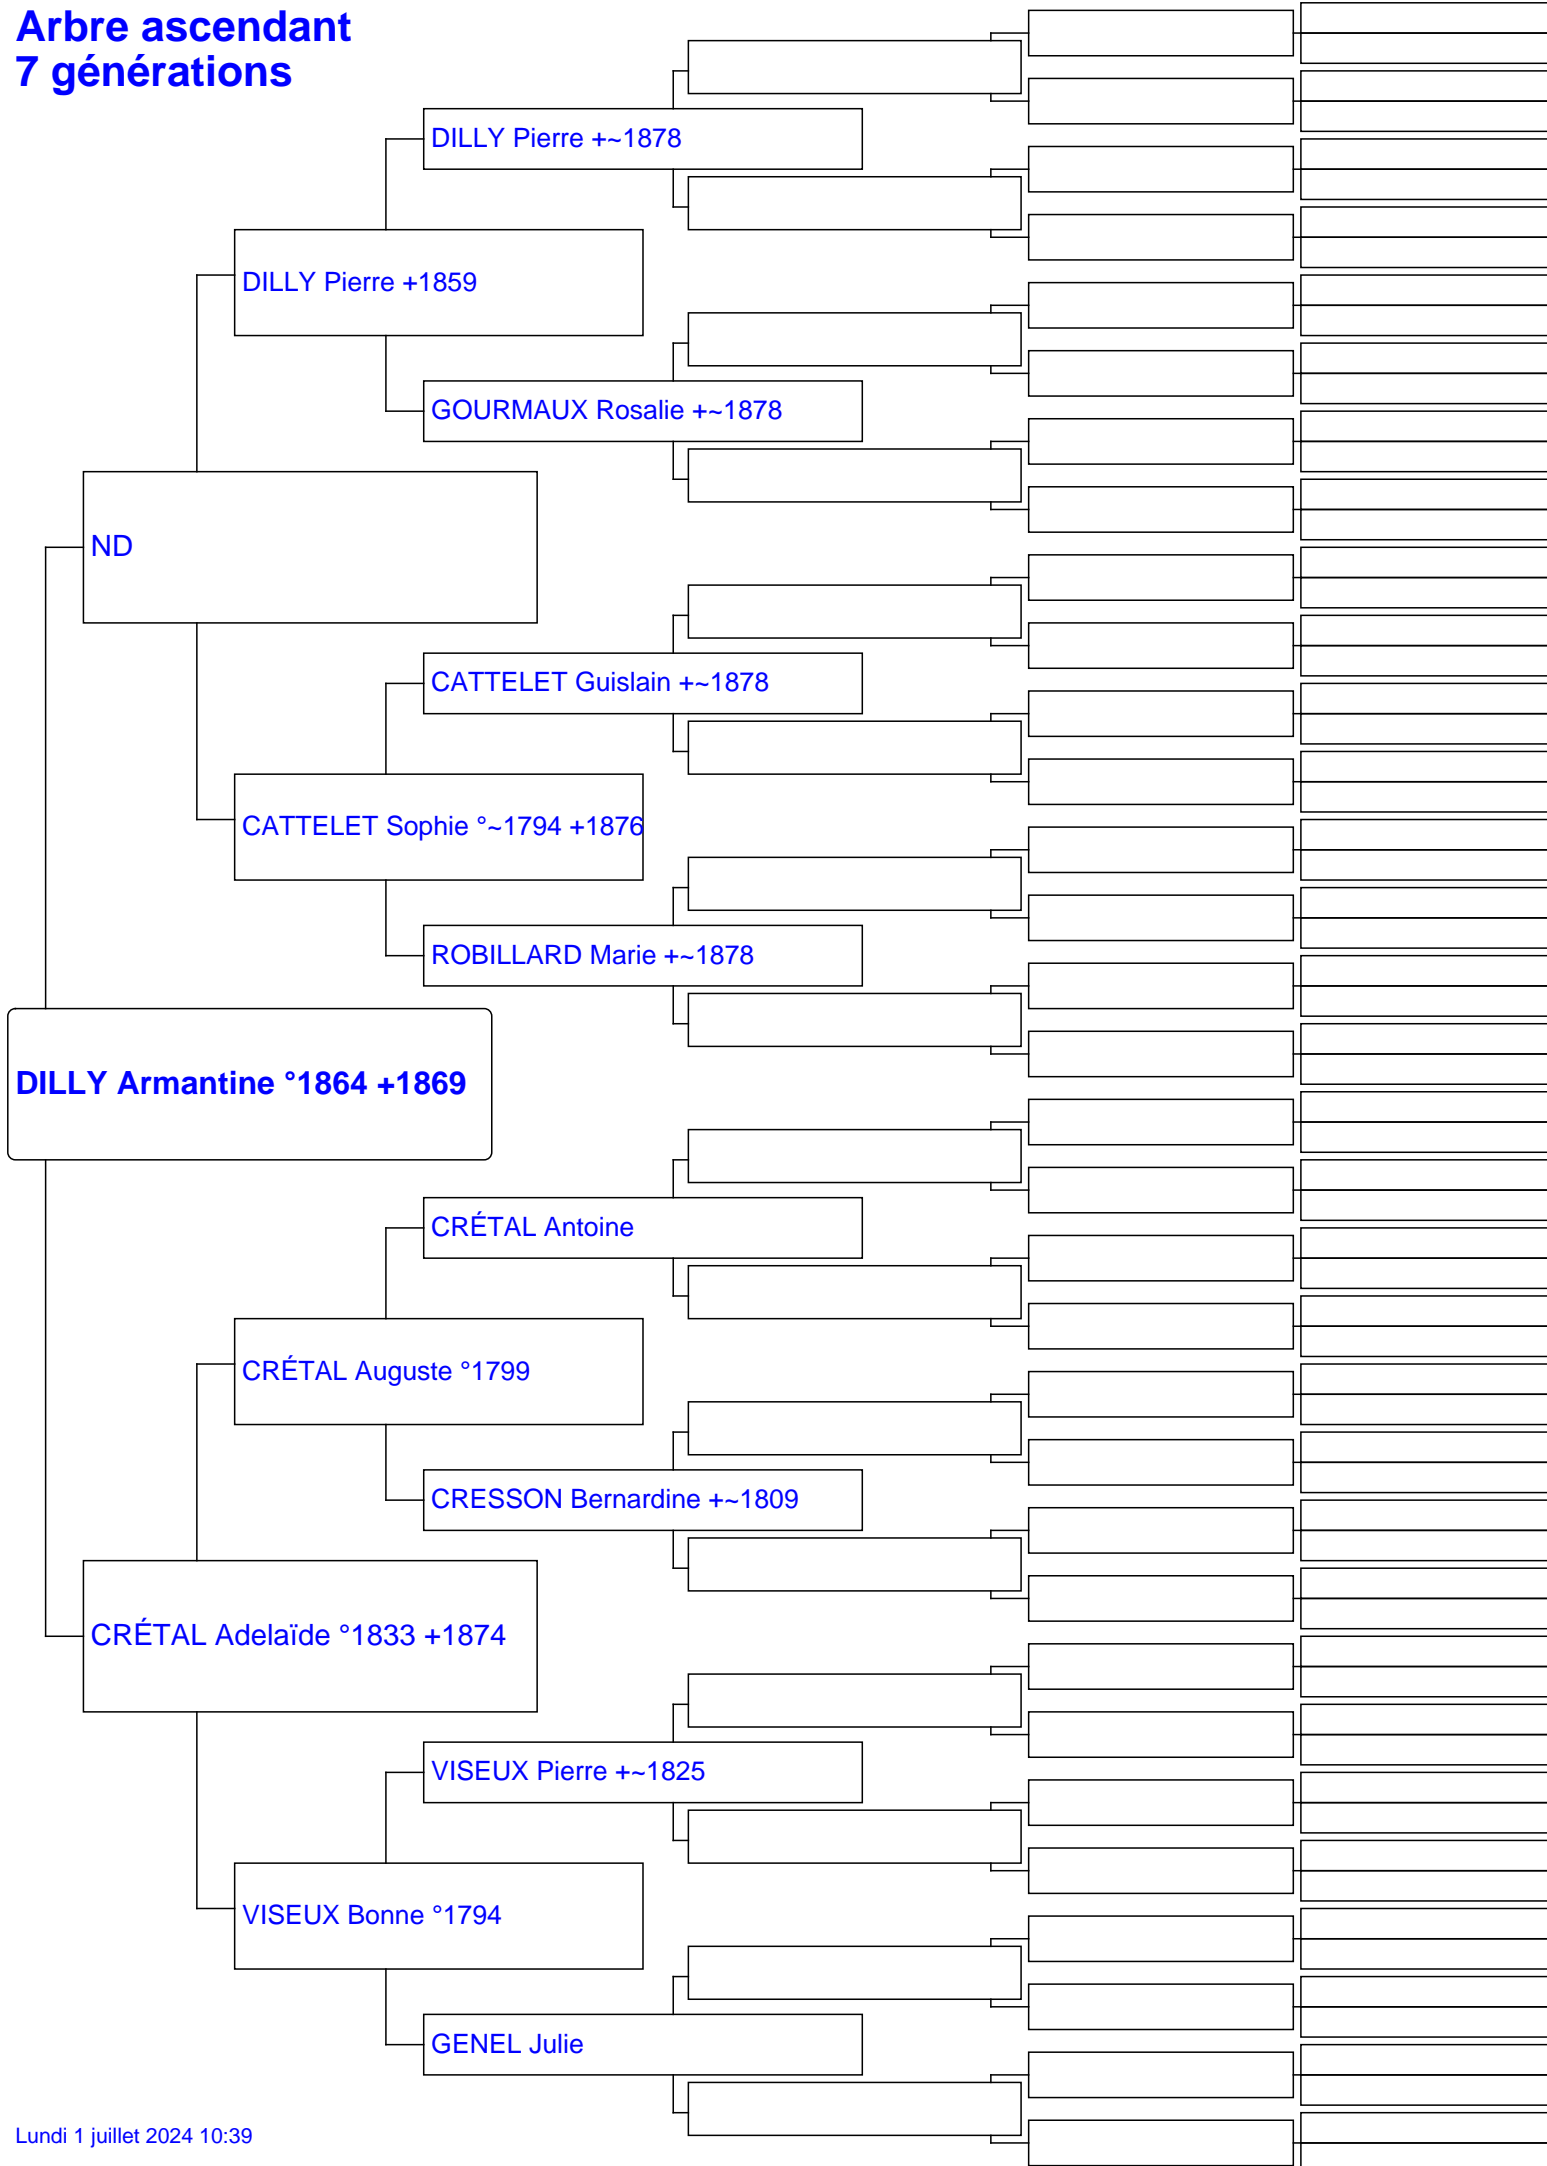 Arbre ascendant
7 générations
DILLY Pierre +~1878
DILLY Pierre +1859
GOURMAUX Rosalie +~1878
ND
CATTELET Guislain +~1878
CATTELET Sophie °~1794 +1876
ROBILLARD Marie +~1878
DILLY Armantine °1864 +1869
CRÉTAL Antoine
CRÉTAL Auguste °1799
CRESSON Bernardine +~1809
CRÉTAL Adelaïde °1833 +1874
VISEUX Pierre +~1825
VISEUX Bonne °1794
GENEL Julie
Lundi 1 juillet 2024 10:39